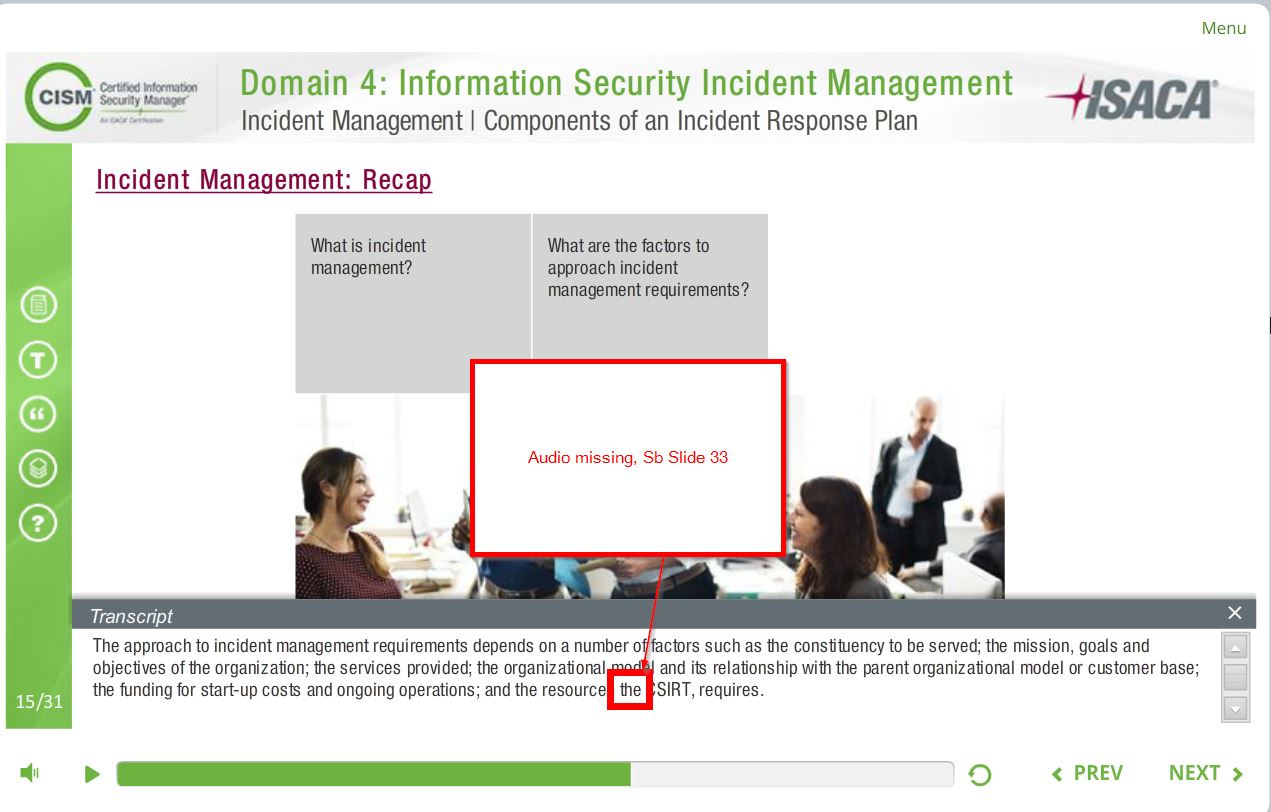 Menu
CISM
Certified Information
Security Manager®
An ISACA® Certification
Domain 4: Information Security Incident Management
Incident Management | Components of an Incident Response Plan
ISACA®
Incident Management: Recap
What is incident
management?
What are the factors to
approach incident
management requirements?
Audio missing, Sb Slide 33
Transcript
The approach to incident management requirements depends on a number of factors such as the constituency to be served; the mission, goals and
objectives of the organization; the services provided; the organizational model and its relationship with the parent organizational model or customer base;
the funding for start-up costs and ongoing operations; and the resource the CSIRT, requires.
15/31
PREV
NEXT